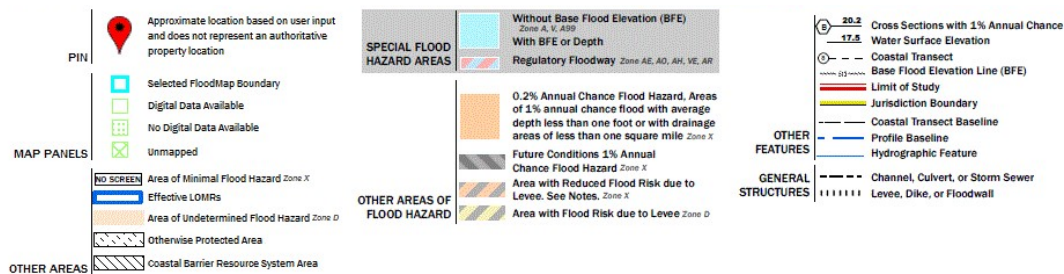 PIN
Approximate location based on user input
and does not represent an authoritative
property location
MAP PANELS
Selected FloodMap Boundary
Digital Data Available
No Digital Data Available
Unmapped
OTHER AREAS
NO SCREEN Area of Minimal Flood Hazard Zone X
Effective LOMRs
Area of Undetermined Flood Hazard Zone D
Otherwise Protected Area
Coastal Barrier Resource System Area
SPECIAL FLOOD
HAZARD AREAS
Without Base Flood Elevation (BFE)
Zone A, V, A99
With BFE or Depth
Regulatory Floodway Zone AE, AO, AH, VE, AR
OTHER AREAS OF
FLOOD HAZARD
0.2% Annual Chance Flood Hazard, Areas
of 1% annual chance flood with average
depth less than one foot or with drainage
areas of less than one square mile Zone X
Future Conditions 1% Annual
Chance Flood Hazard Zone X
Area with Reduced Flood Risk due to
Levee. See Notes. Zone X
Area with Flood Risk due to Levee Zone D
OTHER
FEATURES
B 20.2 Cross Sections with 1% Annual Chance
17.5 Water Surface Elevation
8 Coastal Transect
513 Base Flood Elevation Line (BFE)
Limit of Study
Jurisdiction Boundary
Coastal Transect Baseline
Profile Baseline
Hydrographic Feature
GENERAL
STRUCTURES
Channel, Culvert, or Storm Sewer
Levee, Dike, or Floodwall